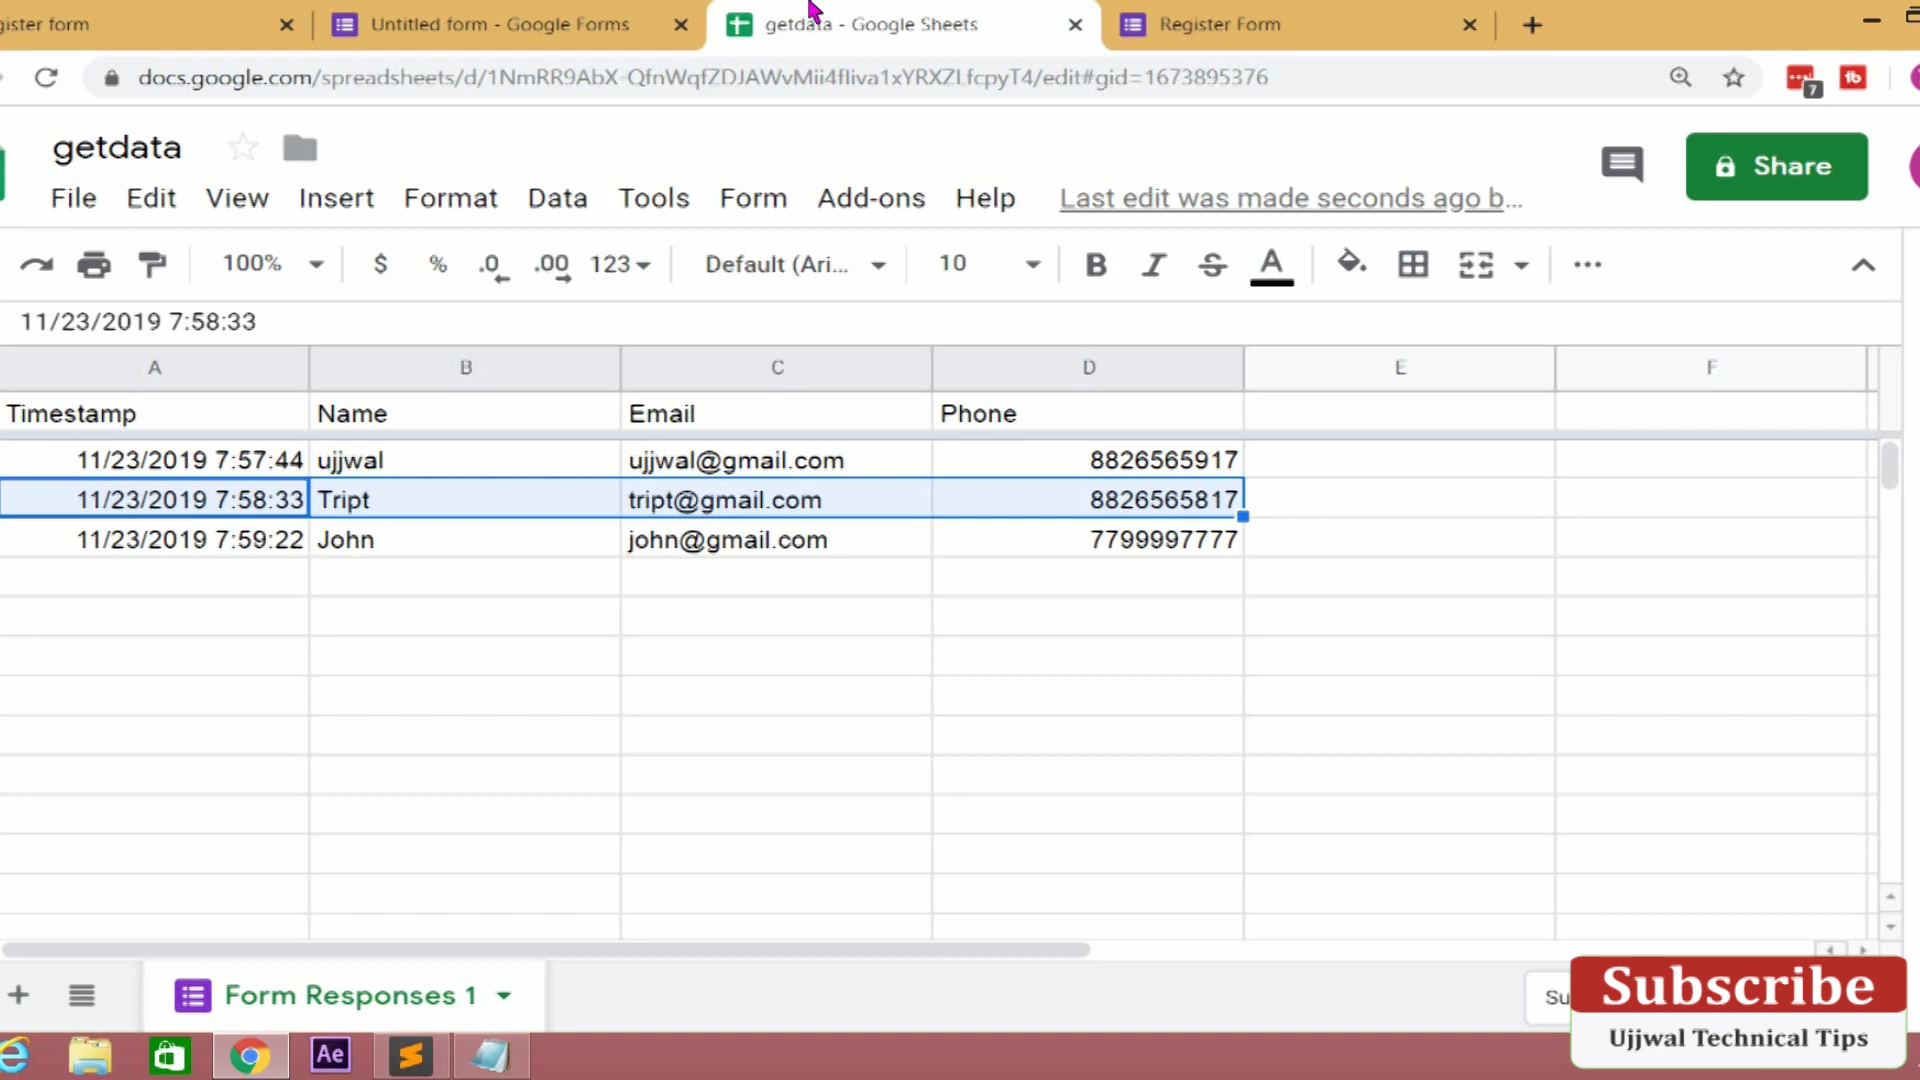 gister form
Untitled form - Google Forms
getdata - Google Sheets
Register Form
docs.google.com/spreadsheets/d/1NmRR9AbX-QfnWqfZDJAWvMii4fliva1xYRXZLfcpyT4/edit#gid=1673895376
7
getdata
Share
File Edit View Insert Format Data Tools Form Add-ons Help Last edit was made seconds ago b...
100% $ % .0 .00 123 Default (Ari... 10 B I S A
11/23/2019 7:58:33
A B C D E F
Timestamp Name Email Phone
11/23/2019 7:57:44 ujjwal ujjwal@gmail.com 8826565917
11/23/2019 7:58:33 Tript tript@gmail.com 8826565817
11/23/2019 7:59:22 John john@gmail.com 7799997777
Form Responses 1
Su
Subscribe
Ujjwal Technical Tips
Ae